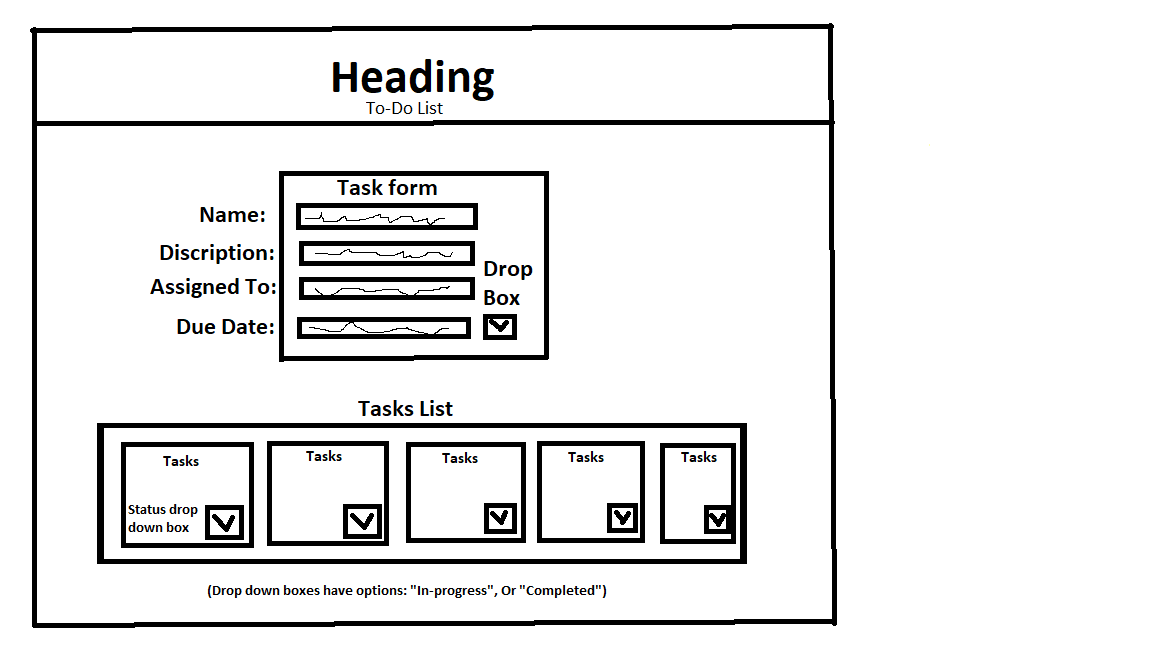 Heading
To-Do List
Task form
Name:
Discription:
Assigned To:
Due Date:
Drop
Box
Tasks List
Tasks
Tasks
Tasks
Tasks
Tasks
Status drop
down box
(Drop down boxes have options: "In-progress", Or "Completed")